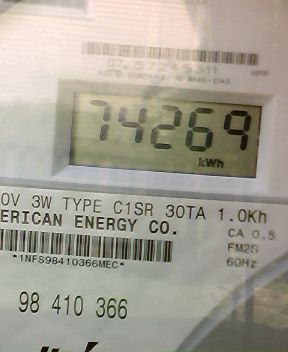 74269
kWh
0V 3W TYPE C1SR 30TA 1.0Kh
ERICAN ENERGY CO.
CA 0.5
FM2S
60Hz
*1NFS98410366MEC*
98 410 366